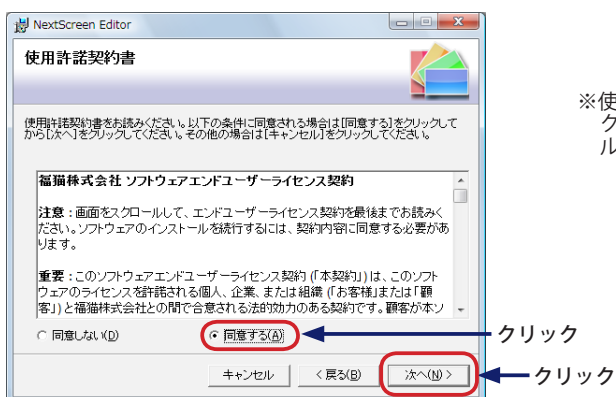 NextScreen Editor
使用許諾契約書
使用許諾契約書をお読みください。以下の条件に同意される場合は[同意する]をクリックして
から[次へ]をクリックしてください。その他の場合は[キャンセル]をクリックしてください。
福猫株式会社 ソフトウェアエンドユーザーライセンス契約
注意：画面をスクロールして、エンドユーザーライセンス契約を最後までお読みく
ださい。ソフトウェアのインストールを続行するには、契約内容に同意する必要があ
ります。
重要：このソフトウェアエンドユーザーライセンス契約 (「本契約」) は、このソフト
ウェアのライセンスを許諾される個人、企業、または組織 (「お客様」または「顧
客」) と福猫株式会社との間で合意される法的効力のある契約です。顧客が本ソ
同意しない(D)
同意する(A)
クリック
キャンセル
< 戻る(B)
次へ(N) >
クリック
※使
ク
ル